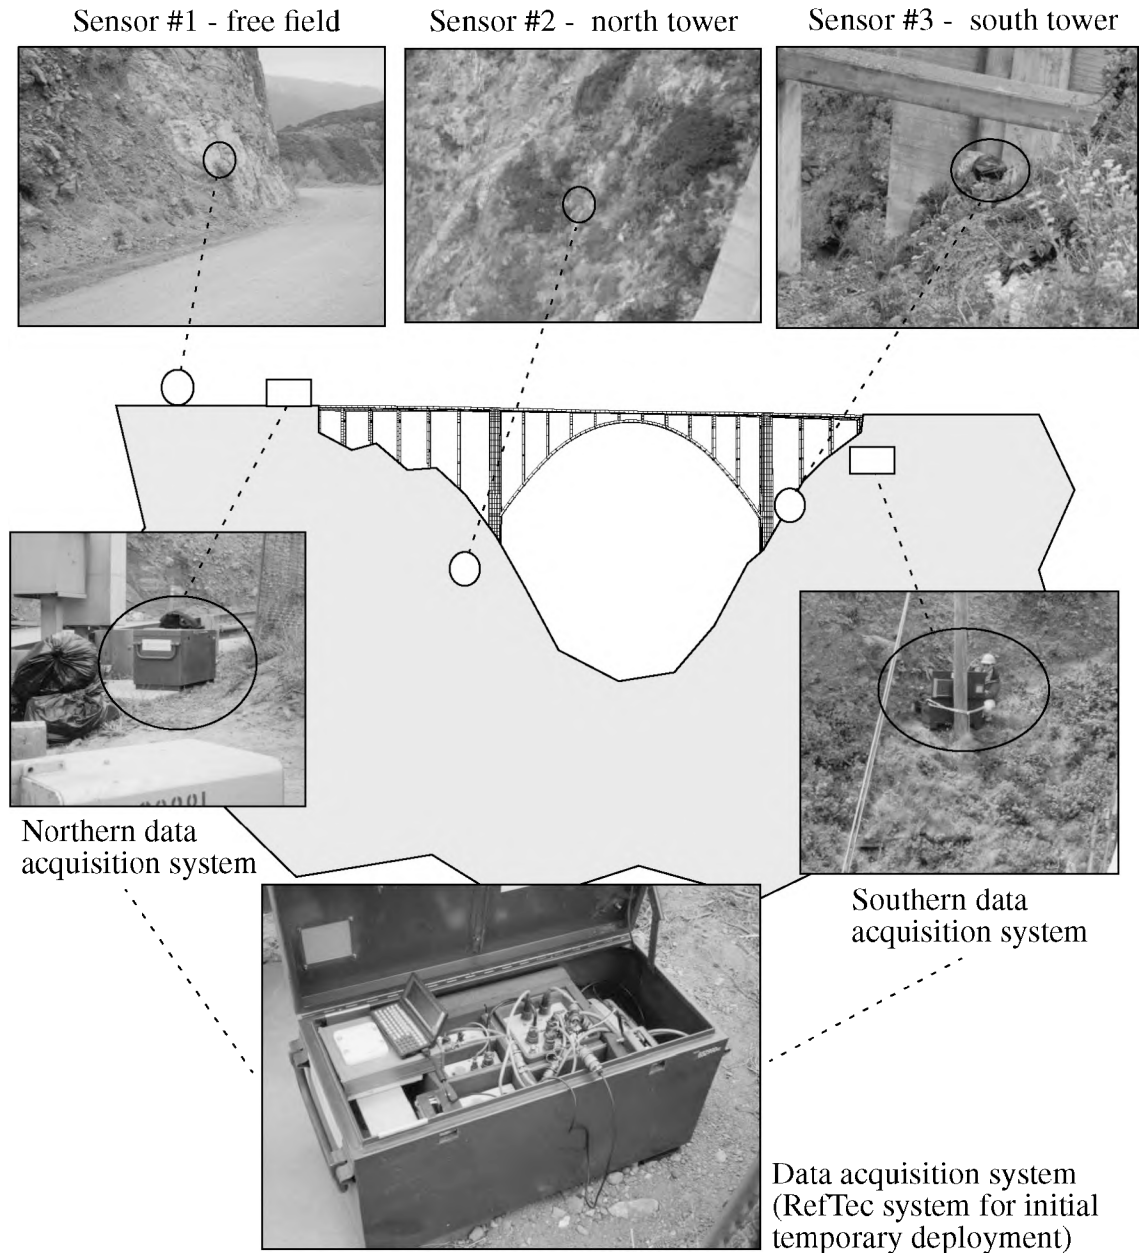 Sensor #1 - free field
Sensor #2 -  north tower
Sensor #3 -  south tower
Northern data
acquisition system
Southern data
acquisition system
Data acquisition system
(RefTec system for initial
temporary deployment)